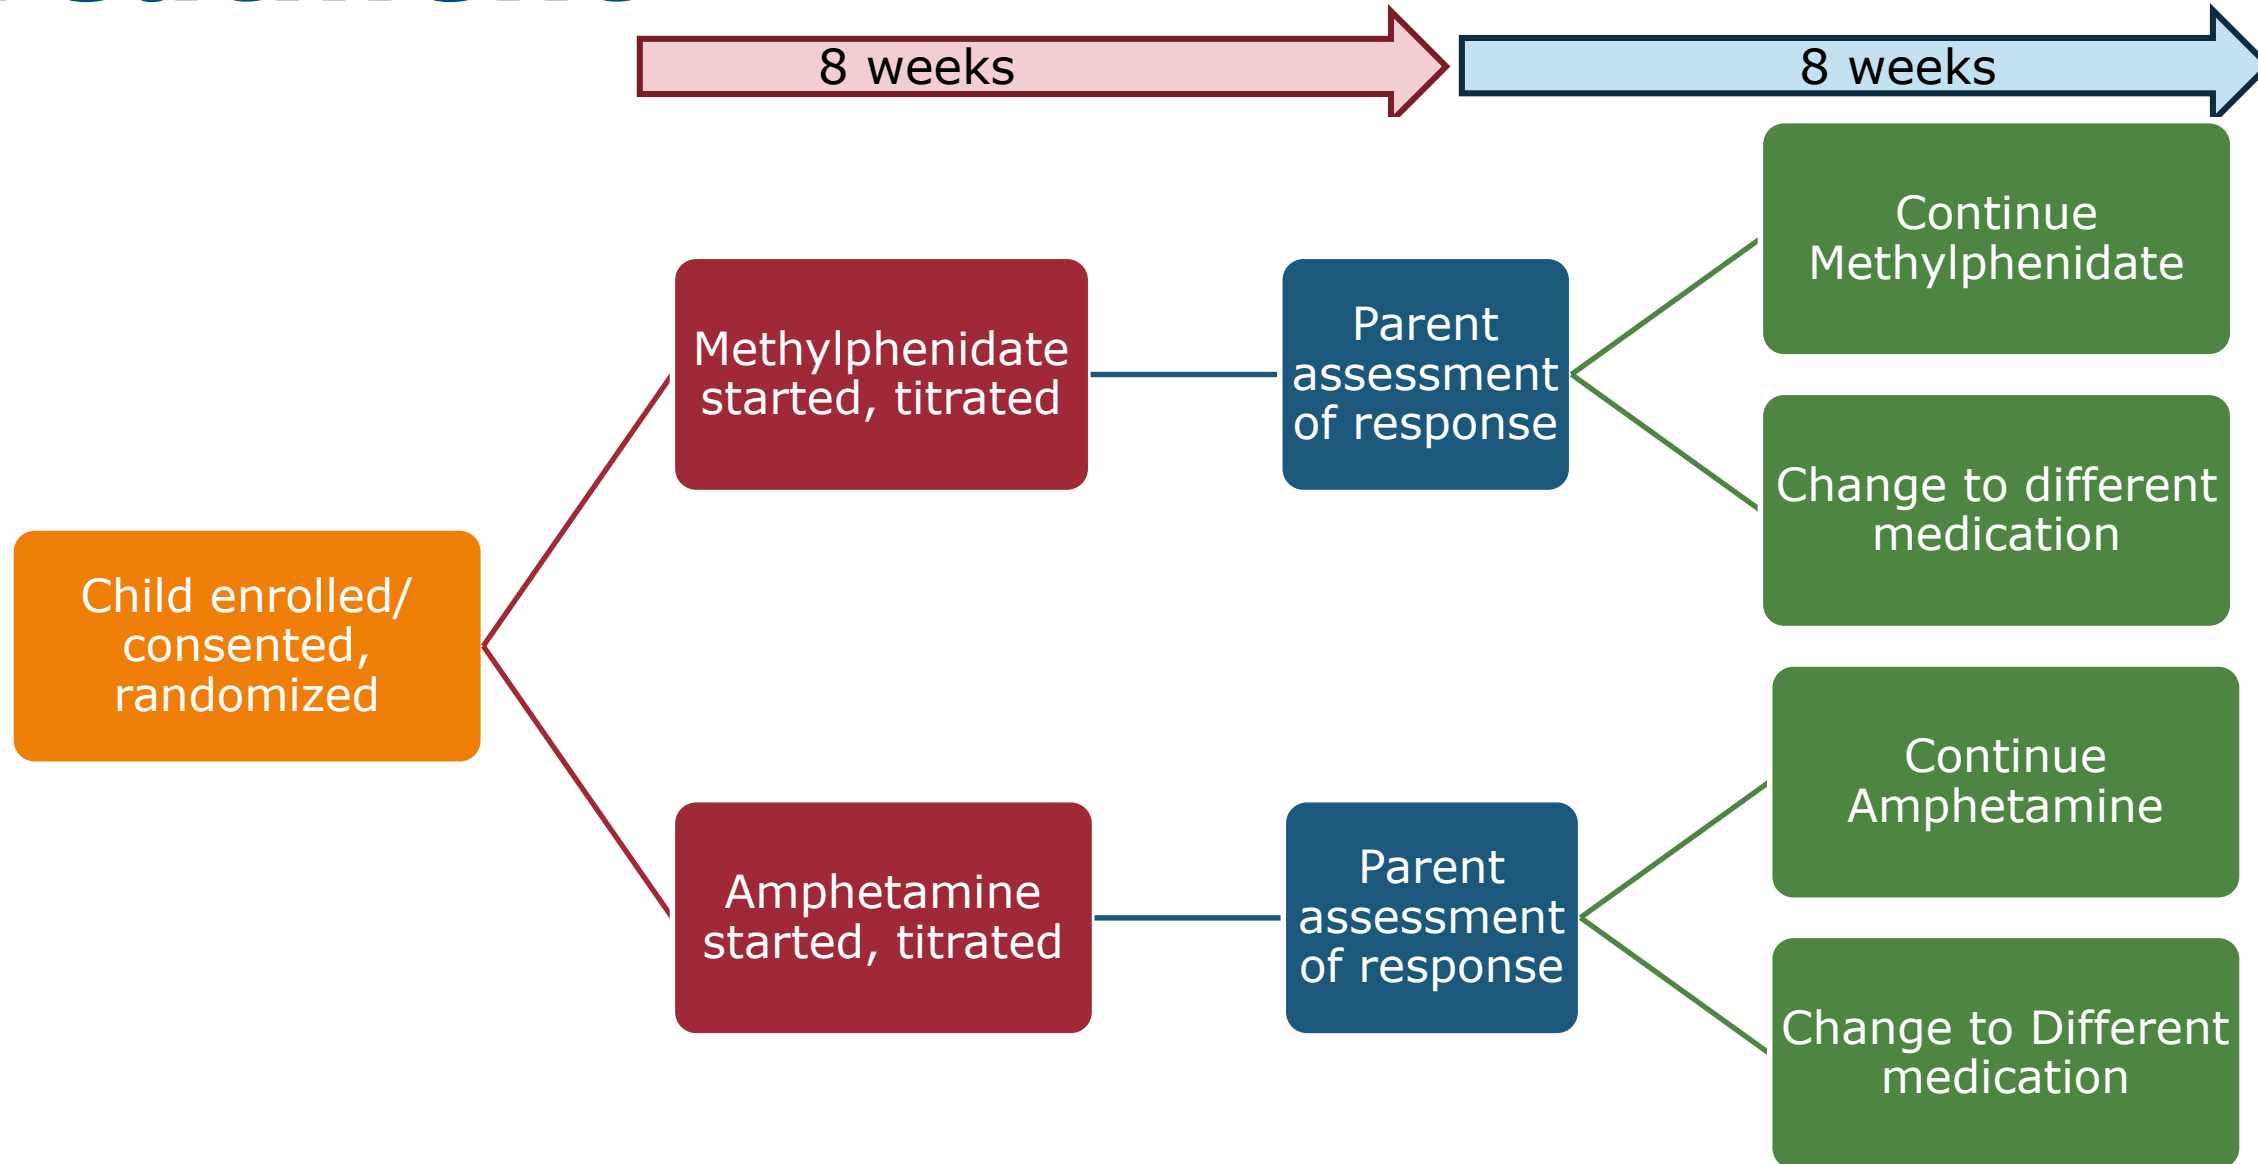 8 weeks
8 weeks
Child enrolled/
consented,
randomized
Methylphenidate
started, titrated
Parent
assessment
of response
Continue
Methylphenidate
Change to different
medication
Amphetamine
started, titrated
Parent
assessment
of response
Continue
Amphetamine
Change to Different
medication